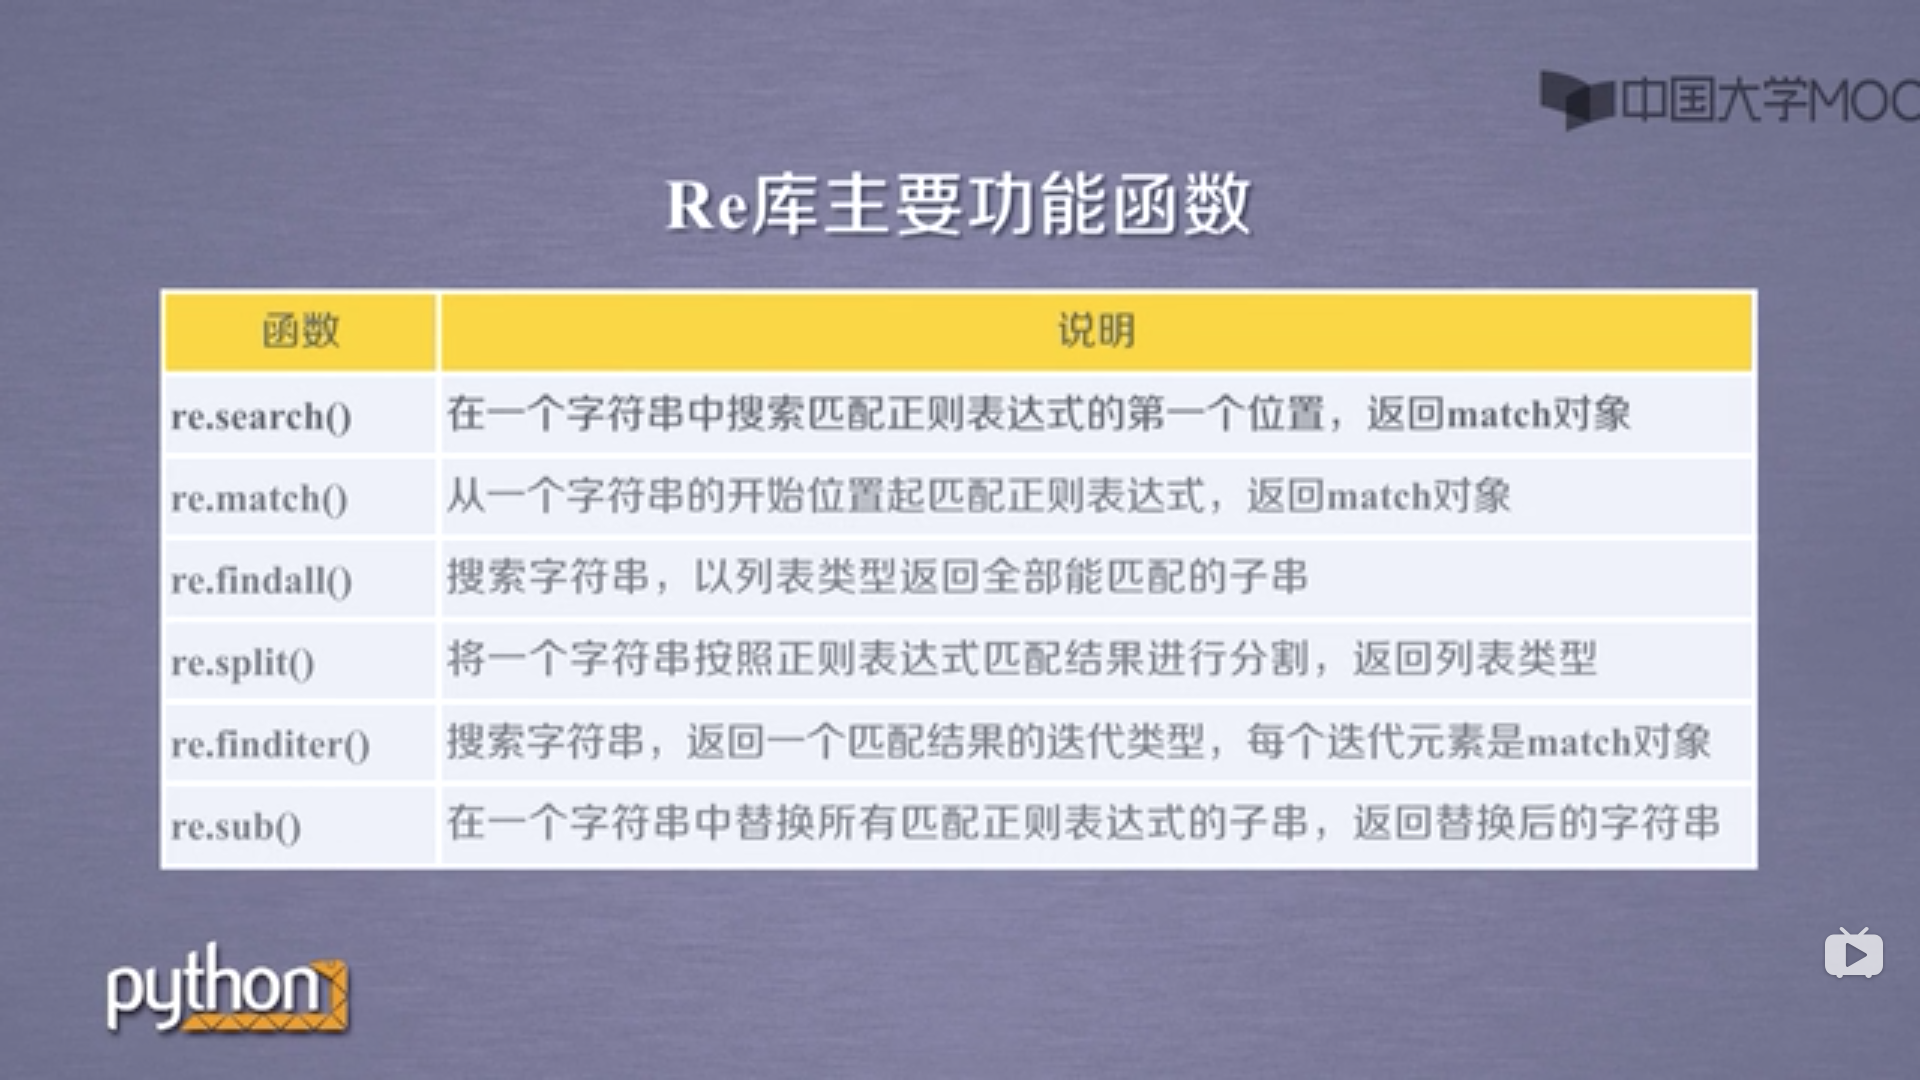 中国大学MOO
Re库主要功能函数
函数 说明
re.search() 在一个字符串中搜索匹配正则表达式的第一个位置，返回match对象
re.match() 从一个字符串的开始位置起匹配正则表达式，返回match对象
re.findall() 搜索字符串，以列表类型返回全部能匹配的子串
re.split() 将一个字符串按照正则表达式匹配结果进行分割，返回列表类型
re.finditer() 搜索字符串，返回一个匹配结果的迭代类型，每个迭代元素是match对象
re.sub() 在一个字符串中替换所有匹配正则表达式的子串，返回替换后的字符串
python